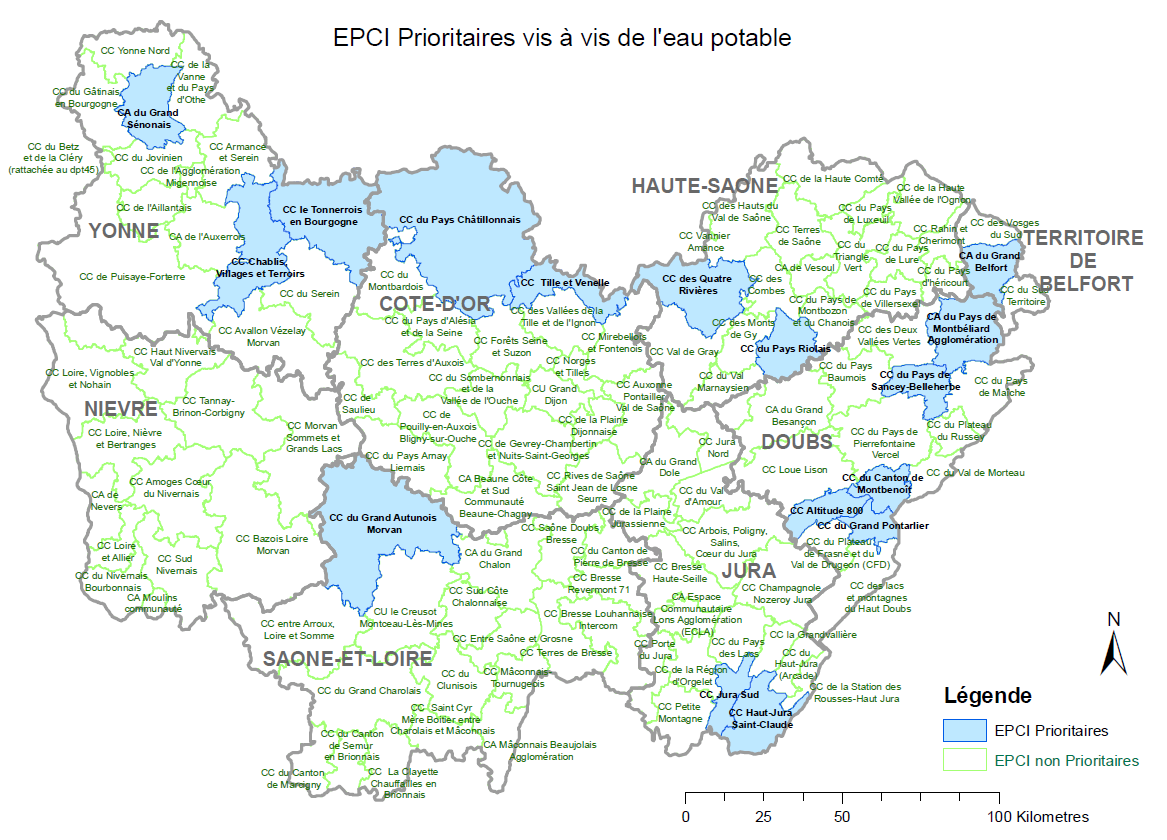 EPCI Prioritaires vis à vis de l'eau potable
CC Yonne Nord
CC de la
Vanne
et du Pays
d'Othe
CC du Gâtinais
en Bourgogne
CA du Grand
Sénonais
CC du Betz
et de la Cléry
(rattachée au dpt45)
CC du Jovinien
CC Armance
et Serein
CC de l'Agglomération
Migennoise
CC de l'Aillantais
YONNE
CA de l'Auxerrois
CC le Tonnerrois
en Bourgogne
CC Chablis,
Villages et Terroirs
CC de Puisaye-Forterre
CC du Serein
CC Avallon Vézelay
Morvan
CC du Pays Châtillonnais
CC du
Montbardois
COTE-D'OR
CC Tille et Venelle
CC des Vallées de la
Tille et de l'Ignon
CC du Pays d'Alésia
et de la Seine
CC Forêts Seine
et Suzon
CC Mirebellois
et Fontenois
CC des Terres d'Auxois
CC Norges
et Tilles
CC du Sombernonnais
et de la
Vallée de l'Ouche
CU Grand
Dijon
CC Auxonne
Pontailler
Val de Saône
CC de
Saulieu
CC de
Pouilly-en-Auxois
Bligny-sur-Ouche
CC de la Plaine
Dijonnaise
CC de Gevrey-Chambertin
et Nuits-Saint-Georges
CC du Pays Arnay
Liernais
CA Beaune Côte
et Sud
Communauté
Beaune-Chagny
CC Rives de Saône
Saint Jean de Losne
Seurre
HAUTE-SAONE
CC de la Haute Comté
CC de la Haute
Vallée de l'Ognon
CC des Hauts du
Val de Saône
CC du Pays
de Luxeuil
CC des Vosges
du Sud
CC Vannier
Amance
CC Terres
de Saône
CC Rahin et
Cherimont
TERRITOIRE
DE
BELFORT
CC du
Triangle
Vert
CC du Pays
de Lure
CA du Grand
Belfort
CA de Vesoul
CC du Pays
d'héricourt
CC des Quatre
Rivières
CC des
Combes
CC du Pays
de Villersexel
CC du Sud
Territoire
CC du Pays de
Montbozon
et du Chanois
CA du Pays de
Montbéliard
Agglomération
CC des Monts
de Gy
CC des Deux
Vallées Vertes
CC Val de Gray
CC du Pays Riolais
CC du Val
Marnaysien
CC du Pays
Baumois
CC du Pays de
Sancey-Belleherbe
CC du Pays
de Maîche
CA du Grand
Besançon
DOUBS
CC du Plateau
du Russey
CC du Pays de
Pierrefontaine
Vercel
CC Loue Lison
CC du Val de Morteau
CC du Canton de
Montbenoit
CC Altitude 800
CC du Grand Pontarlier
CC du Plateau
de Frasne et du
Val de Drugeon (CFD)
CC des lacs
et montagnes
du Haut Doubs
NIEVRE
CC Haut Nivervais
Val d'Yonne
CC Loire, Vignobles
et Nohain
CC Tannay-
Brinon-Corbigny
CC Loire, Nièvre
et Bertranges
CC Morvan
Sommets et
Grands Lacs
CC Amoges Cœur
du Nivernais
CA de
Nevers
CC Bazois Loire
Morvan
CC Loire
et Allier
CC Sud
Nivernais
CC du Nivernais
Bourbonnais
CA Moulins
communauté
CC du Grand Autunois
Morvan
CC Jura
Nord
CA du Grand
Dole
CC du Val
d'Amour
CC de la Plaine
Jurassienne
CC Arbois, Poligny,
Salins,
Cœur du Jura
JURA
CC Bresse
Haute-Seille
CC Champagnole
Nozeroy Jura
CA Espace
Communautaire
Lons Agglomération
(ECLA)
CC la Grandvallière
CC Porte
du Jura
CC du Pays
des Lacs
CC du
Haut-Jura
(Arcade)
CC de la Région
d'Orgelet
CC de la Station des
Rousses-Haut Jura
CC Jura Sud
CC Petite
Montagne
CC Haut-Jura
Saint-Claude
CC Saône Doubs
Bresse
CA du Grand
Chalon
CC du Canton de
Pierre de Bresse
CC Bresse
Revermont 71
CC Sud Côte
Chalonnaise
CU le Creusot
Montceau-Lès-Mines
CC Bresse Louhannaise
Intercom
CC entre Arroux,
Loire et Somme
CC Entre Saône et Grosne
SAONE-ET-LOIRE
CC Terres de Bresse
CC du
Clunisois
CC Mâconnais-
Tournugeois
CC du Grand Charolais
CC Saint Cyr
Mère Boitier entre
Charolais et Mâconnais
CC du Canton
de Semur
en Brionnais
CA Mâconnais Beaujolais
Agglomération
CC du Canton
de Marcigny
CC La Clayette
Chauffailles en
Brionnais
N
Légende
EPCI Prioritaires
EPCI non Prioritaires
0 25 50 100 Kilometres